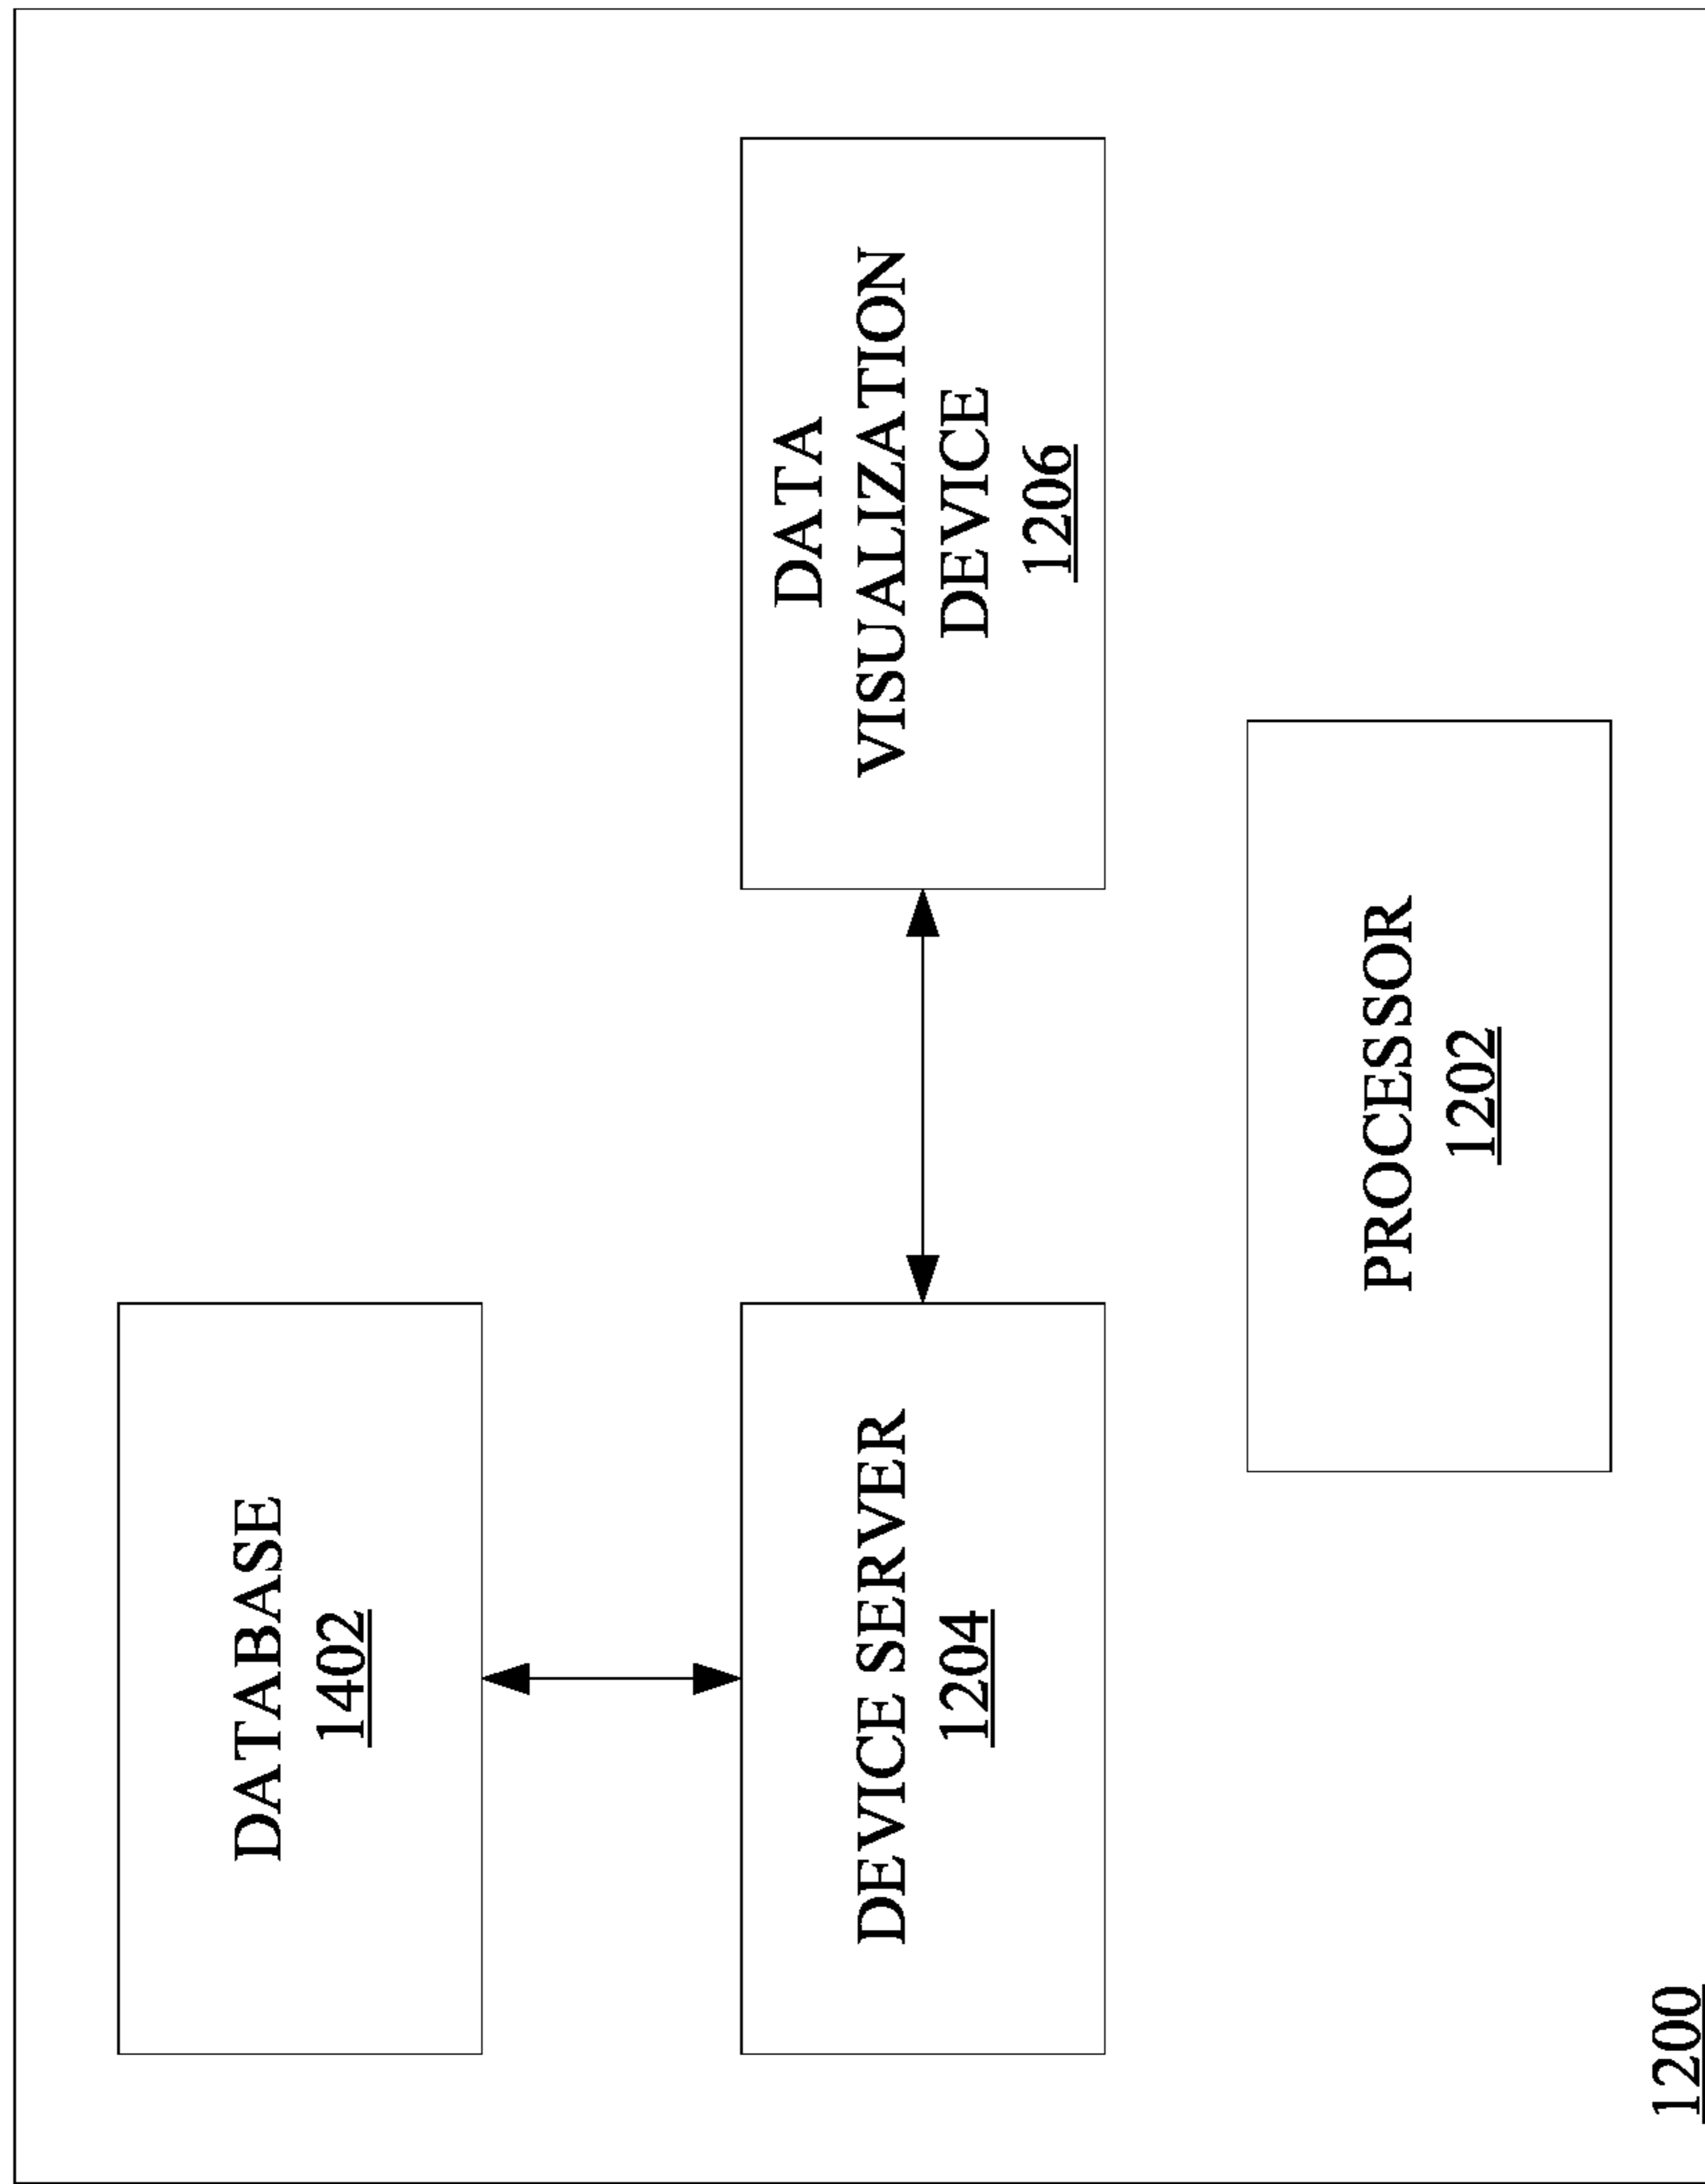 DATABASE
1402
DEVICE SERVER
1204
DATA
VISUALIZATION
DEVICE
1206
PROCESSOR
1202
1200